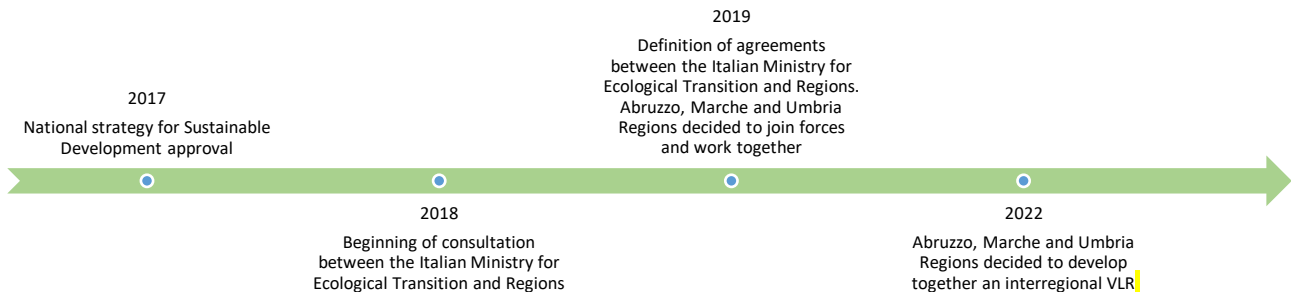 2017
National strategy for Sustainable
Development approval
2018
Beginning of consultation
between the Italian Ministry for
Ecological Transition and Regions
2019
Definition of agreements
between the Italian Ministry for
Ecological Transition and Regions.
Abruzzo, Marche and Umbria
Regions decided to join forces
and work together
2022
Abruzzo, Marche and Umbria
Regions decided to develop
together an interregional VLR